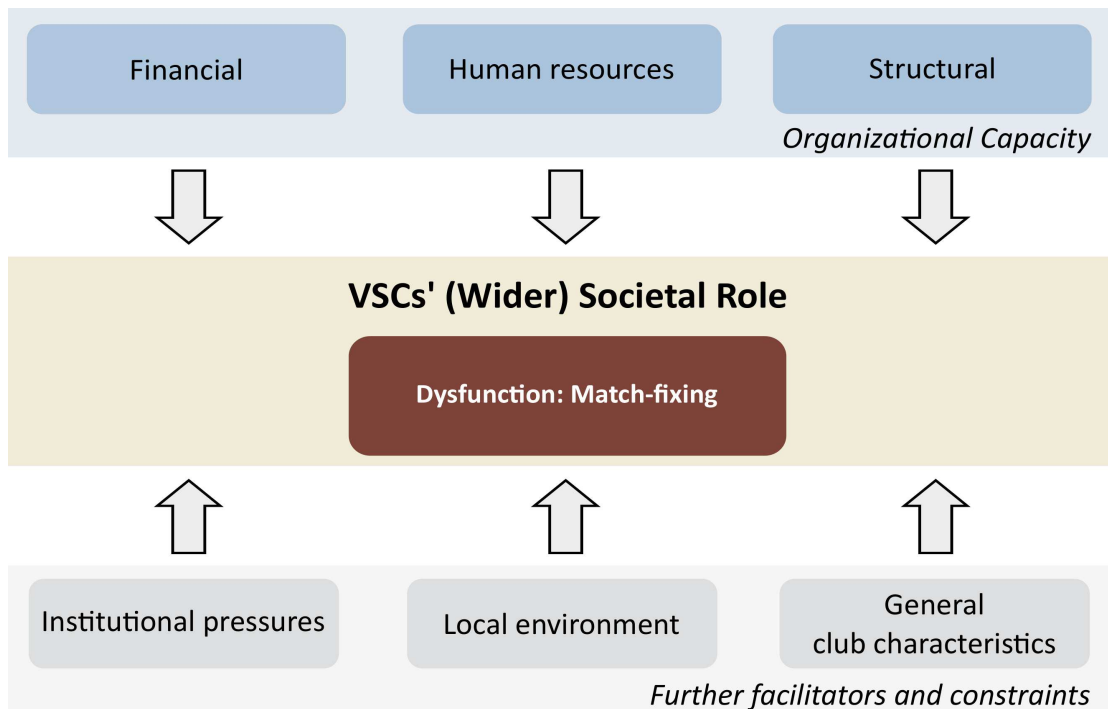 Financial
Human resources
Structural
Organizational Capacity
VSCs' (Wider) Societal Role
Dysfunction: Match-fixing
Institutional pressures
Local environment
General
club characteristics
Further facilitators and constraints